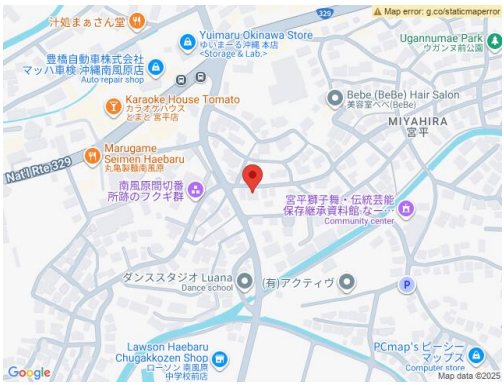 汁処まぁさん堂
329
Map error: g.co/staticmaperror
Yuimaru Okinawa Store
ゆいまーる沖縄 本店
<Storage & Lab.>
Ugannumae Park
ウガンヌ前公園
豊橋自動車株式会社
マッハ車検 沖縄南風原店
Auto repair shop
Karaoke House Tomato
カラオケハウス
とまと 宮平店
Bebe (BeBe) Hair Salon
美容室べべ(BeBe)
MIYAHIRA
宮平
Marugame
Seimen Haebaru
丸亀製麺南風原
Nat'l Rte 329
南風原間切番
所跡のフクギ群
宮平獅子舞・伝統芸能
保存継承資料館 なー…
Community center
ダンススタジオ Luana
Dance school
(有)アクティヴ
P
Lawson Haebaru
Chugakkozen Shop
ローソン 南風原
中学校前店
PCmap's ピーシー
マップス
Computer store
Google
Map data ©2025